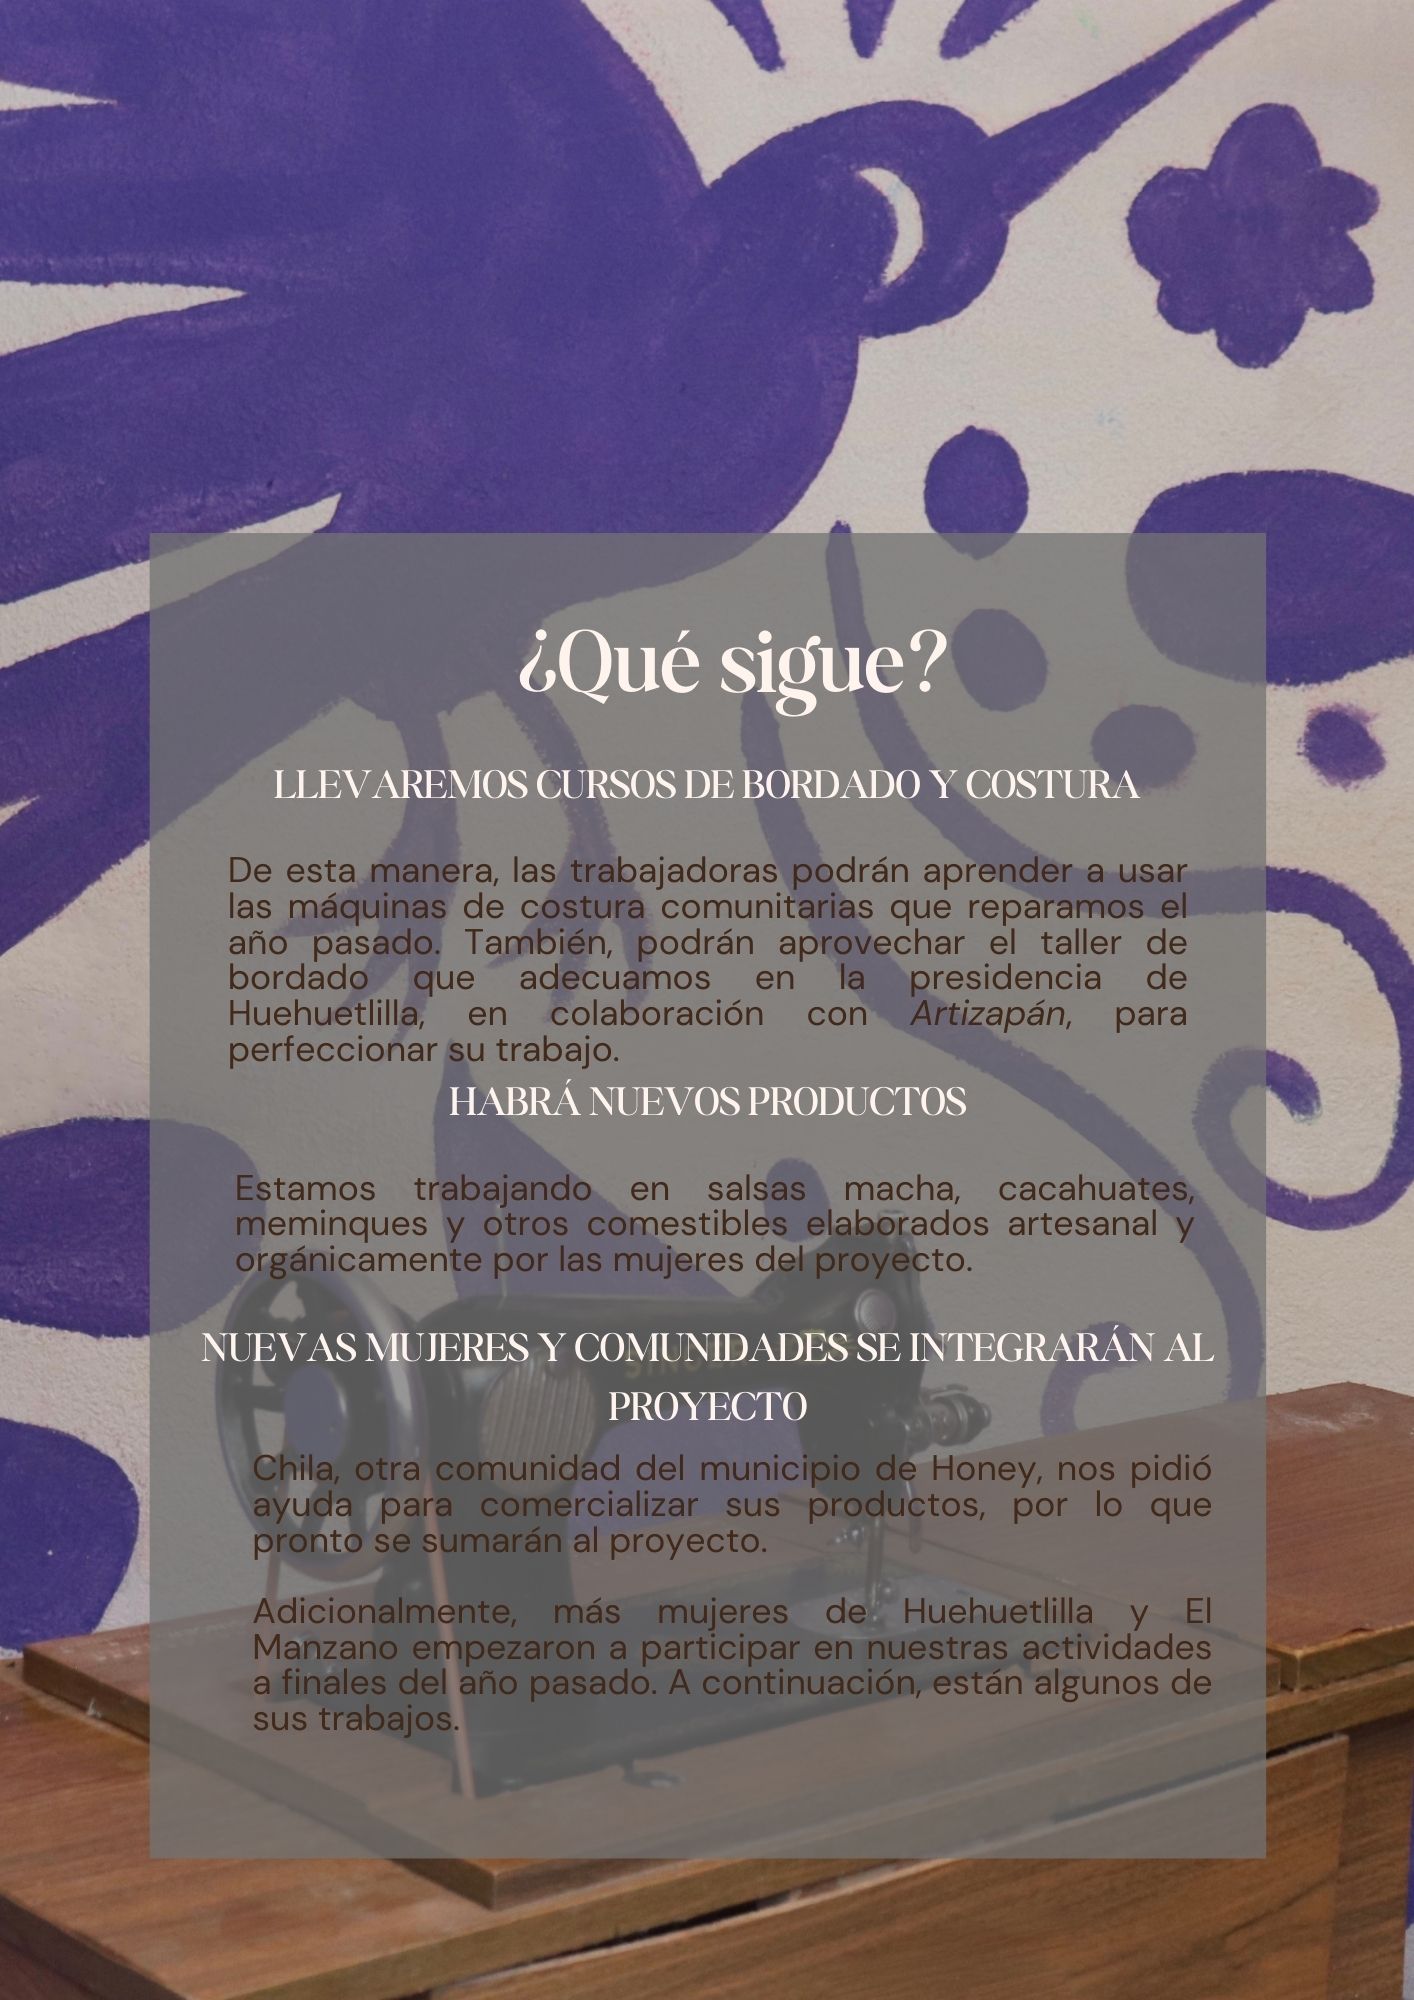 ¿Qué sigue?
LLEVAREMOS CURSOS DE BORDADO Y COSTURA
De esta manera, las trabajadoras podrán aprender a usar
las máquinas de costura comunitarias que reparamos el
año pasado. También, podrán aprovechar el taller de
bordado que adecuamos en la presidencia de
Huehuetlilla, en colaboración con Artizapán, para
perfeccionar su trabajo.
HABRÁ NUEVOS PRODUCTOS
Estamos trabajando en salsas macha, cacahuates,
meminques y otros comestibles elaborados artesanal y
orgánicamente por las mujeres del proyecto.
NUEVAS MUJERES Y COMUNIDADES SE INTEGRARÁN AL
PROYECTO
Chila, otra comunidad del municipio de Honey, nos pidió
ayuda para comercializar sus productos, por lo que
pronto se sumarán al proyecto.
Adicionalmente, más mujeres de Huehuetlilla y El
Manzano empezaron a participar en nuestras actividades
a finales del año pasado. A continuación, están algunos de
sus trabajos.